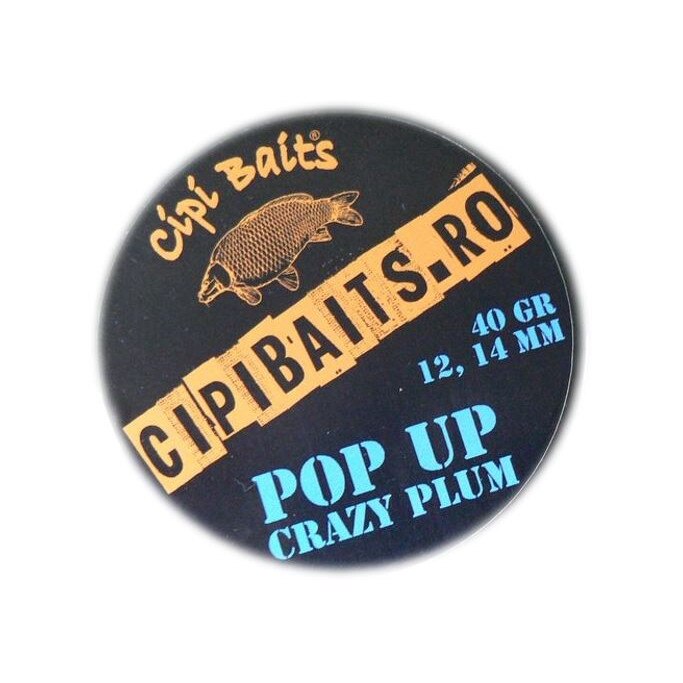 Cipi Baits®
CIPIBAITS.RO
40 GR
12, 14 MM
POP UP
CRAZY PLUM